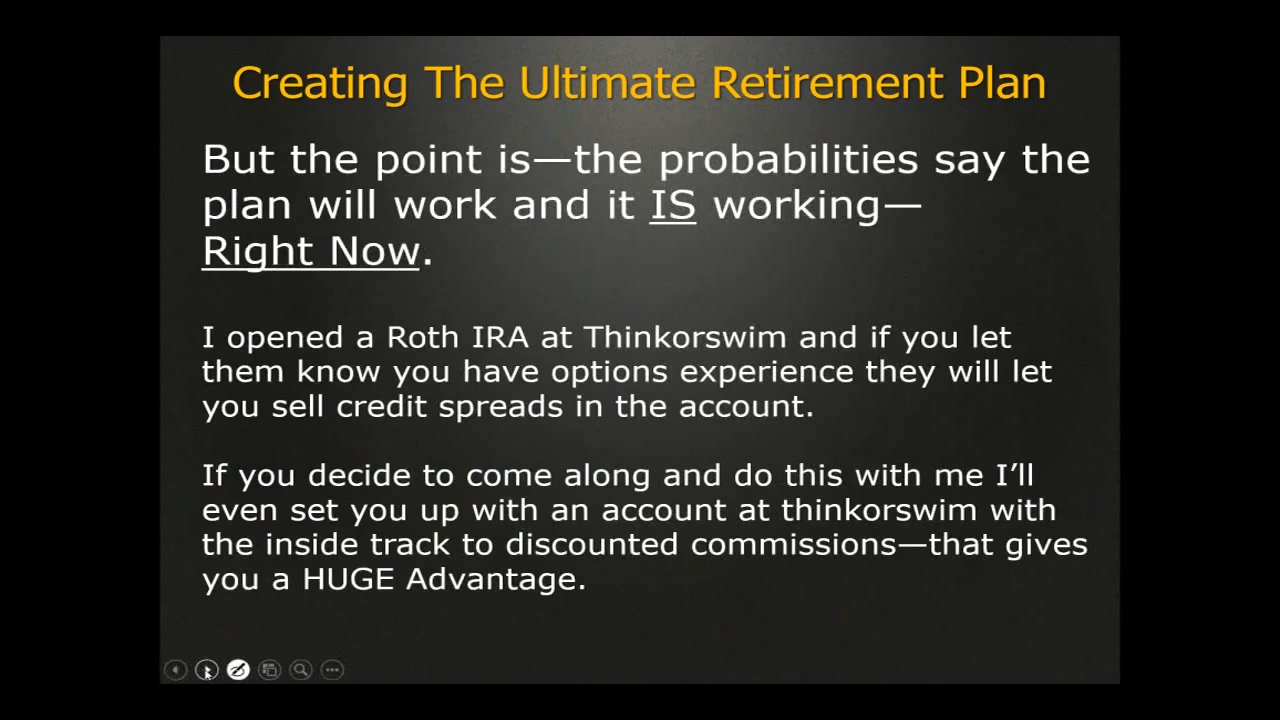 Creating The Ultimate Retirement Plan
But the point is—the probabilities say the
plan will work and it IS working—
Right Now.
I opened a Roth IRA at Thinkorswim and if you let
them know you have options experience they will let
you sell credit spreads in the account.
If you decide to come along and do this with me I’ll
even set you up with an account at thinkorswim with
the inside track to discounted commissions—that gives
you a HUGE Advantage.